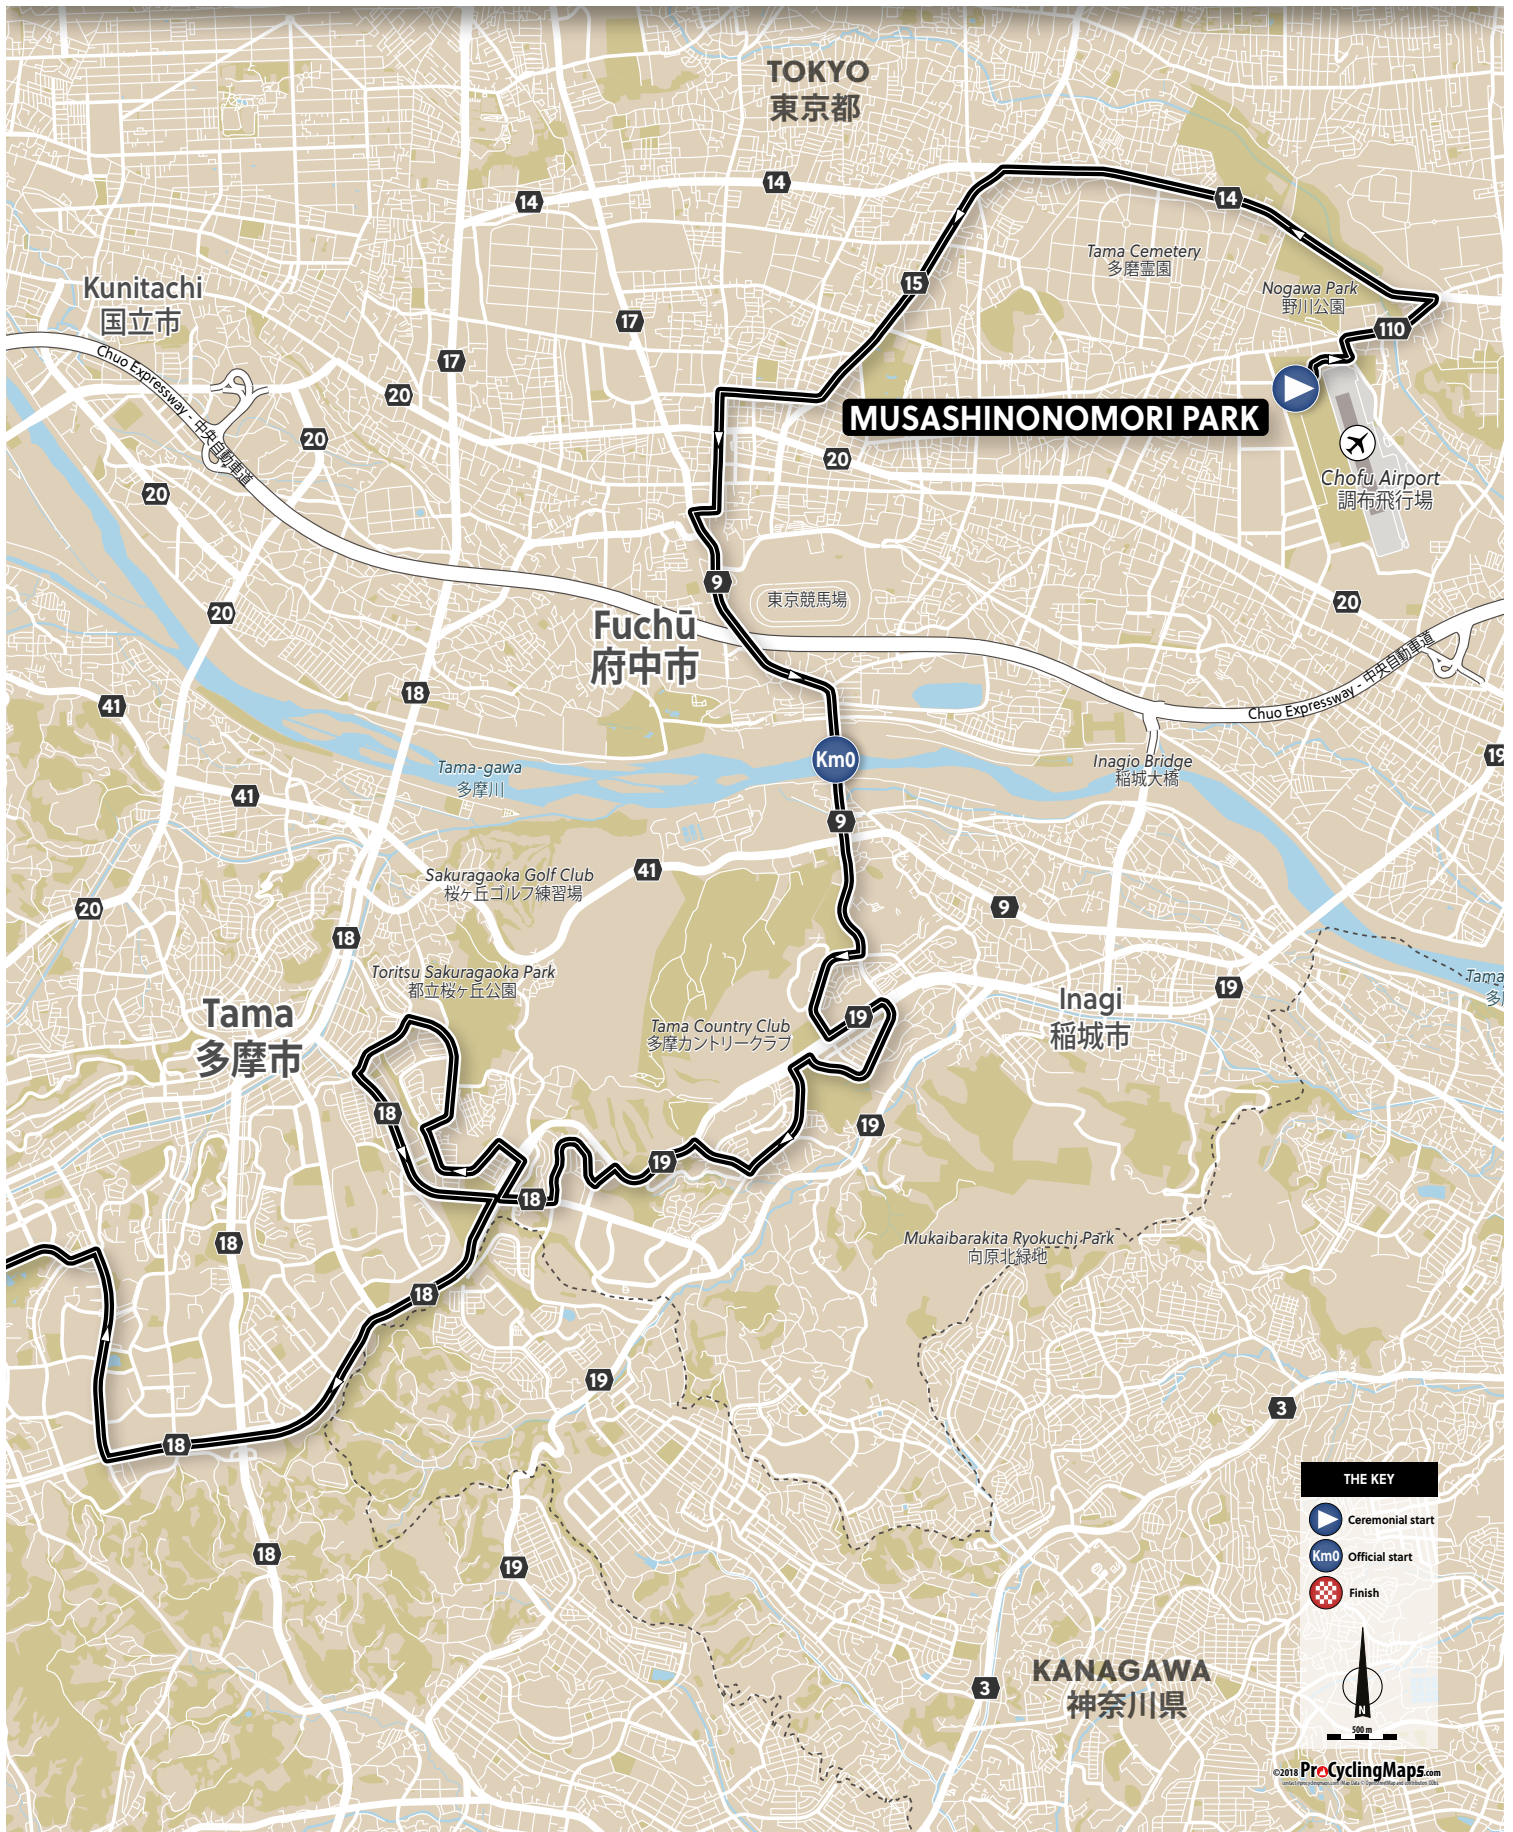 TOKYO
東京都
14
14
14
Tama Cemetery
多磨霊園
Nogawa Park
野川公園
Kunitachi
国立市
15
17
110
17
Chuo Expressway - 中央自動車道
20
MUSASHINONOMORI PARK
20
20
20
Chofu Airport
調布飛行場
9
東京競馬場
20
20
Fuchū
府中市
Chuo Expressway - 中央自動車道
18
41
19
Km0
Inagio Bridge
稲城大橋
Tama-gawa
多摩川
41
9
41
Sakuragaoka Golf Club
桜ヶ丘ゴルフ練習場
20
9
18
Toritsu Sakuragaoka Park
都立桜ヶ丘公園
Tama
多
19
Inagi
稲城市
Tama
多摩市
19
Tama Country Club
多摩カントリークラブ
18
19
19
18
18
Mukaibarakita Ryokuchi Park
向原北緑地
18
19
3
18
THE KEY
Ceremonial start
Km0
Official start
Finish
18
19
KANAGAWA
神奈川県
3
N
500 m
©2018 ProCyclingMaps.com